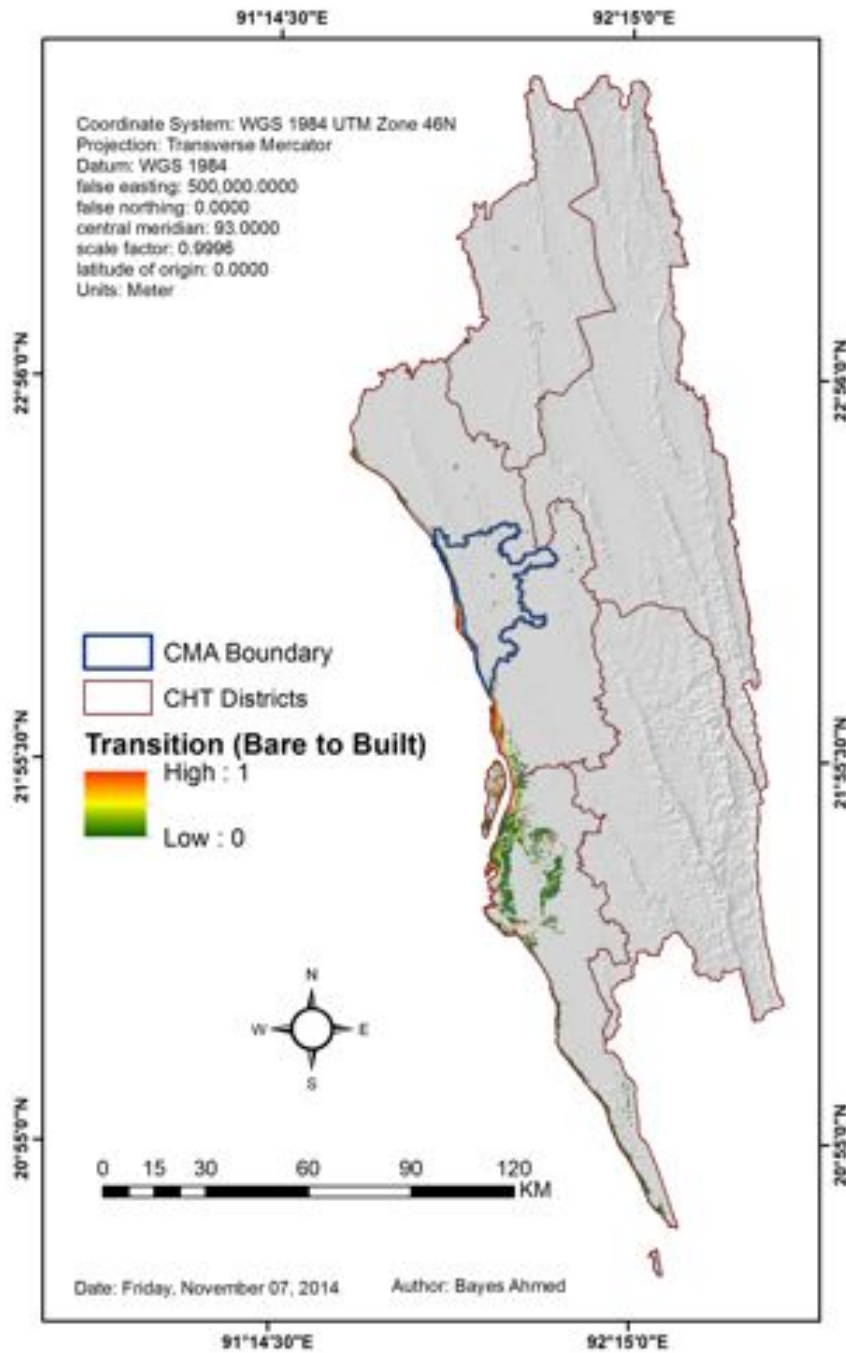 91°14'30"E 92°15'0"E
Coordinate System: WGS 1984 UTM Zone 46N
Projection: Transverse Mercator
Datum: WGS 1984
false easting: 500,000.0000
false northing: 0.0000
central meridian: 93.0000
scale factor: 0.9996
latitude of origin: 0.0000
Units: Meter
22°56'0"N 22°56'0"N
CMA Boundary
CHT Districts
Transition (Bare to Built)
High : 1
Low : 0
21°55'30"N 21°55'30"N
N
W E
S
20°55'0"N 20°55'0"N
0 15 30 60 90 120
KM
Date: Friday, November 07, 2014 Author: Bayes Ahmed
91°14'30"E 92°15'0"E